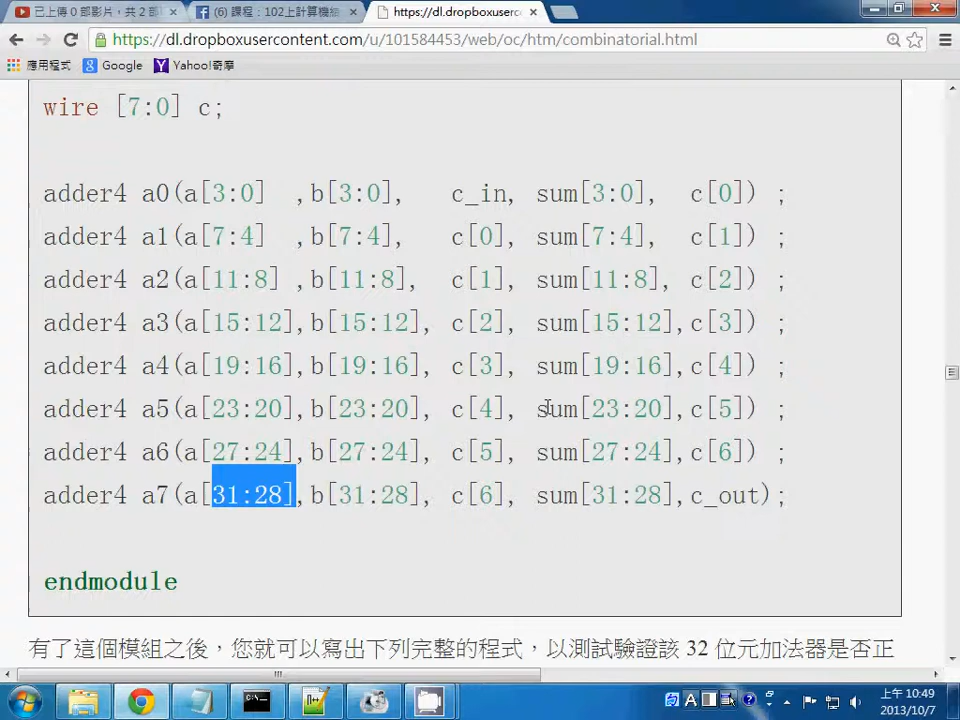 已上傳 0 部影片，共 2 部
(6) 課程：102上計算機組
https://dl.dropboxuserco
https://dl.dropboxusercontent.com/u/101584453/web/oc/htm/combinatorial.html
應用程式 Google Yahoo!奇摩
wire [7:0] c;
adder4 a0(a[3:0] ,b[3:0], c_in, sum[3:0], c[0]) ;
adder4 a1(a[7:4] ,b[7:4], c[0], sum[7:4], c[1]) ;
adder4 a2(a[11:8] ,b[11:8], c[1], sum[11:8], c[2]) ;
adder4 a3(a[15:12],b[15:12], c[2], sum[15:12],c[3]) ;
adder4 a4(a[19:16],b[19:16], c[3], sum[19:16],c[4]) ;
adder4 a5(a[23:20],b[23:20], c[4], sum[23:20],c[5]) ;
adder4 a6(a[27:24],b[27:24], c[5], sum[27:24],c[6]) ;
adder4 a7(a[31:28],b[31:28], c[6], sum[31:28],c_out);
endmodule
有了這個模組之後，您就可以寫出下列完整的程式，以測試驗證該 32 位元加法器是否正
上午 10:49
2013/10/7